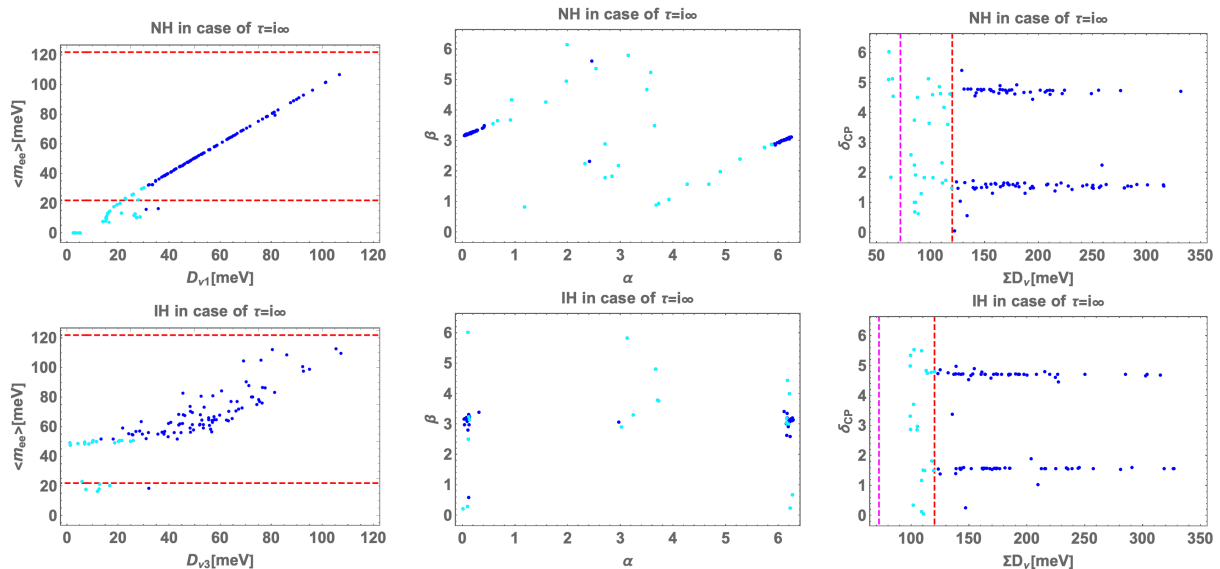 NH in case of τ=i∞
120
100
80
60
40
20
0
<m_ee>[meV]
0 20 40 60 80 100 120
D_ν1[meV]
NH in case of τ=i∞
6
5
4
3
2
1
0
β
0 1 2 3 4 5 6
α
NH in case of τ=i∞
6
5
4
3
2
1
0
δ_CP
50 100 150 200 250 300 350
ΣD_ν[meV]
IH in case of τ=i∞
120
100
80
60
40
20
0
<m_ee>[meV]
0 20 40 60 80 100 120
D_ν3[meV]
IH in case of τ=i∞
6
5
4
3
2
1
0
β
0 1 2 3 4 5 6
α
IH in case of τ=i∞
6
5
4
3
2
1
0
δ_CP
100 150 200 250 300 350
ΣD_ν[meV]